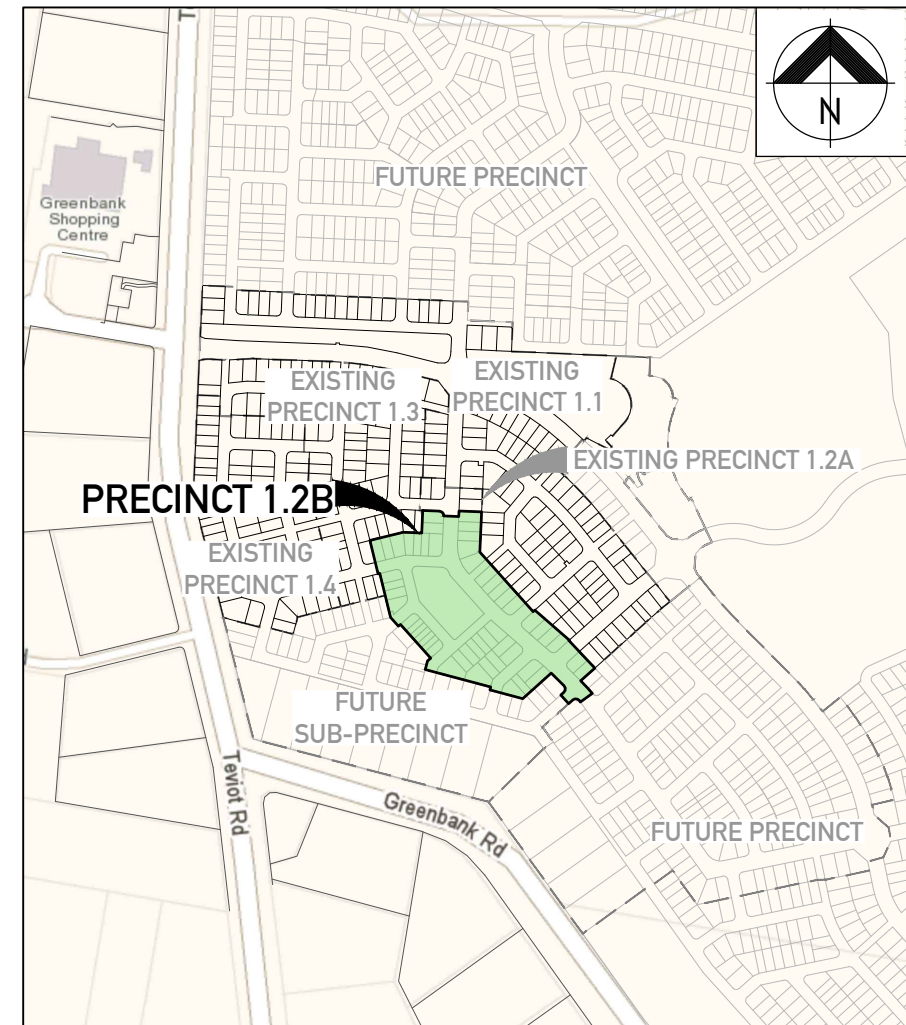 T
N
FUTURE PRECINCT
Greenbank
Shopping
Centre
EXISTING
PRECINCT 1.3
EXISTING
PRECINCT 1.1
EXISTING PRECINCT 1.2A
PRECINCT 1.2B
EXISTING
PRECINCT 1.4
FUTURE
SUB-PRECINCT
Teviot Rd
Greenbank Rd
FUTURE PRECINCT